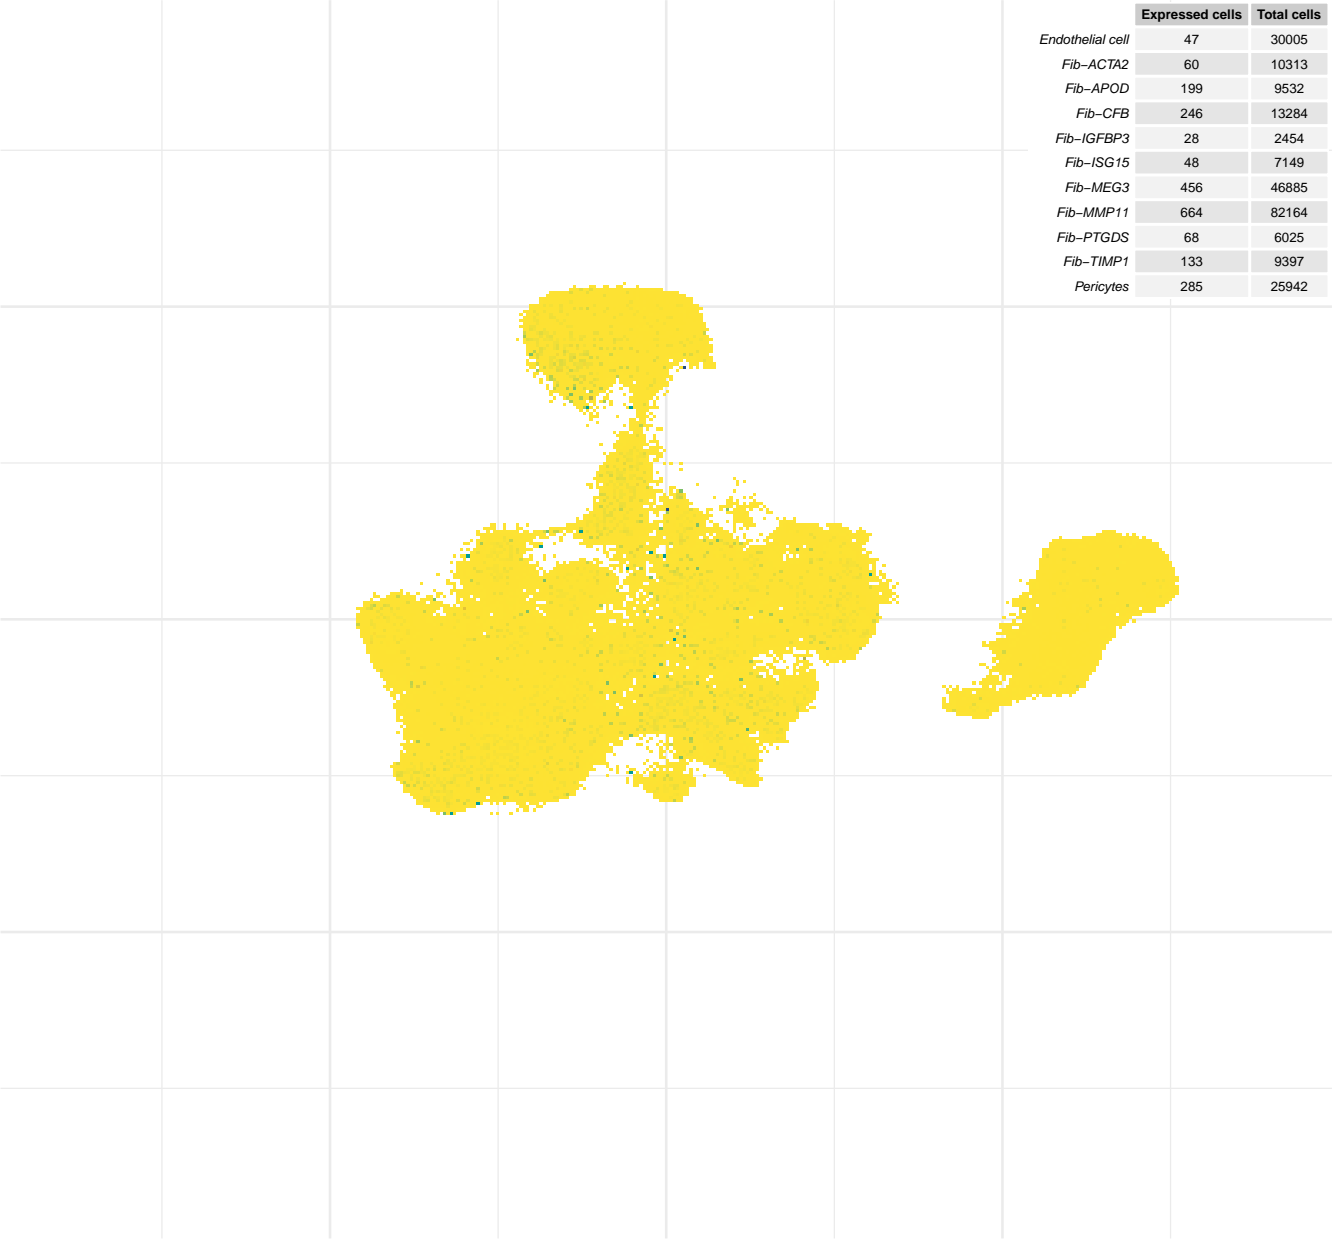 Expressed cells Total cells
Endothelial cell 47 30005
Fib−ACTA2 60 10313
Fib−APOD 199 9532
Fib−CFB 246 13284
Fib−IGFBP3 28 2454
Fib−ISG15 48 7149
Fib−MEG3 456 46885
Fib−MMP11 664 82164
Fib−PTGDS 68 6025
Fib−TIMP1 133 9397
Pericytes 285 25942